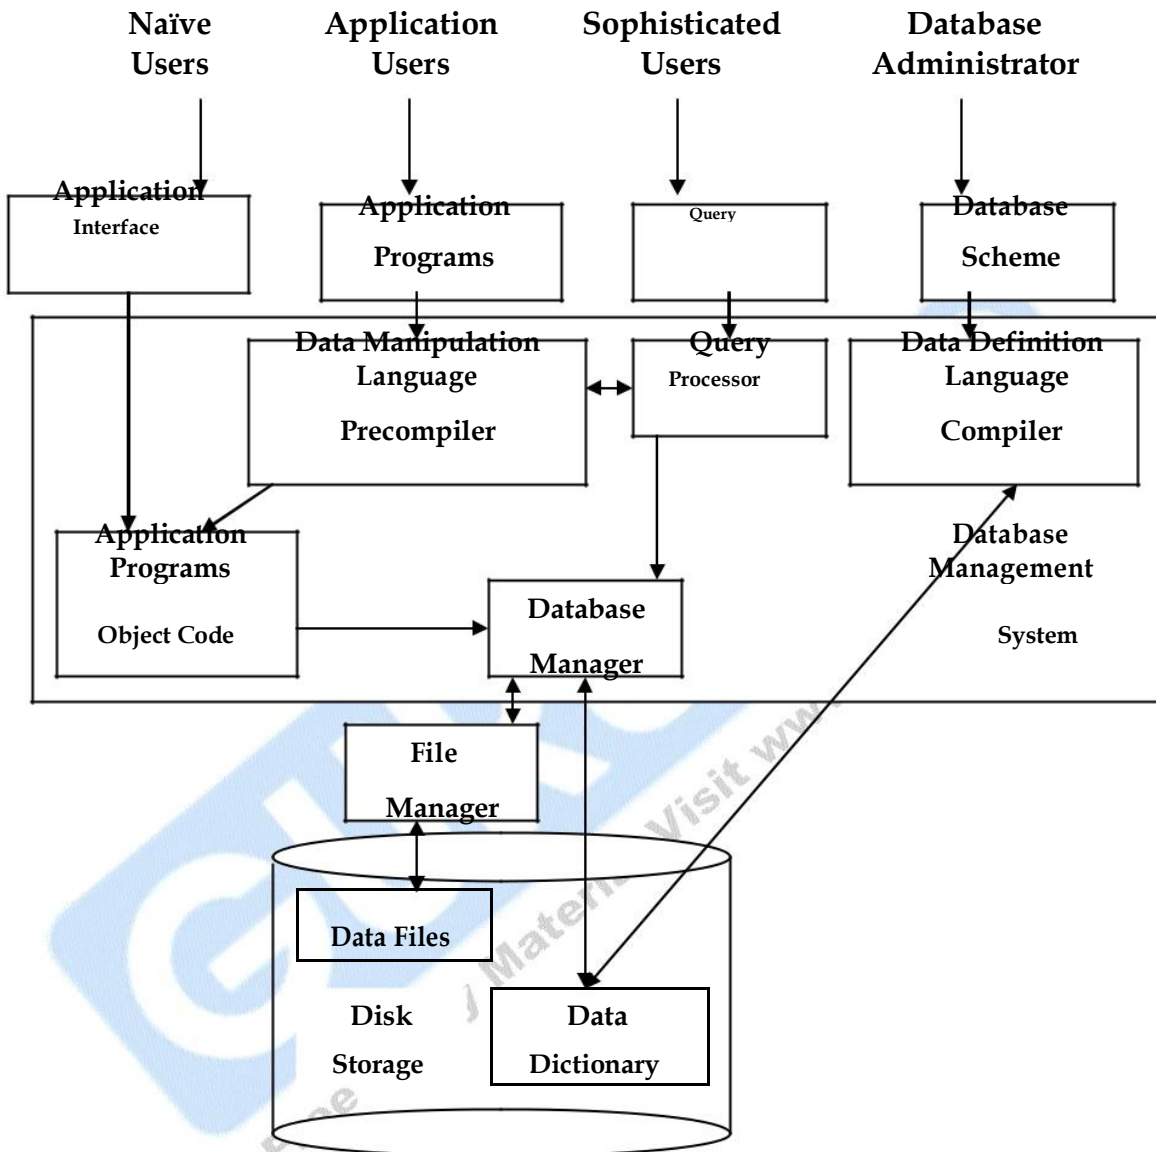 Naïve
Users
Application
Users
Sophisticated
Users
Database
Administrator
Application
Interface
Application
Programs
Query
Database
Scheme
Data Manipulation
Language
Precompiler
Query
Processor
Data Definition
Language
Compiler
Application
Programs
Object Code
Database
Manager
Database
Management
System
File
Manager
Data Files
Disk
Storage
Data
Dictionary
Visit